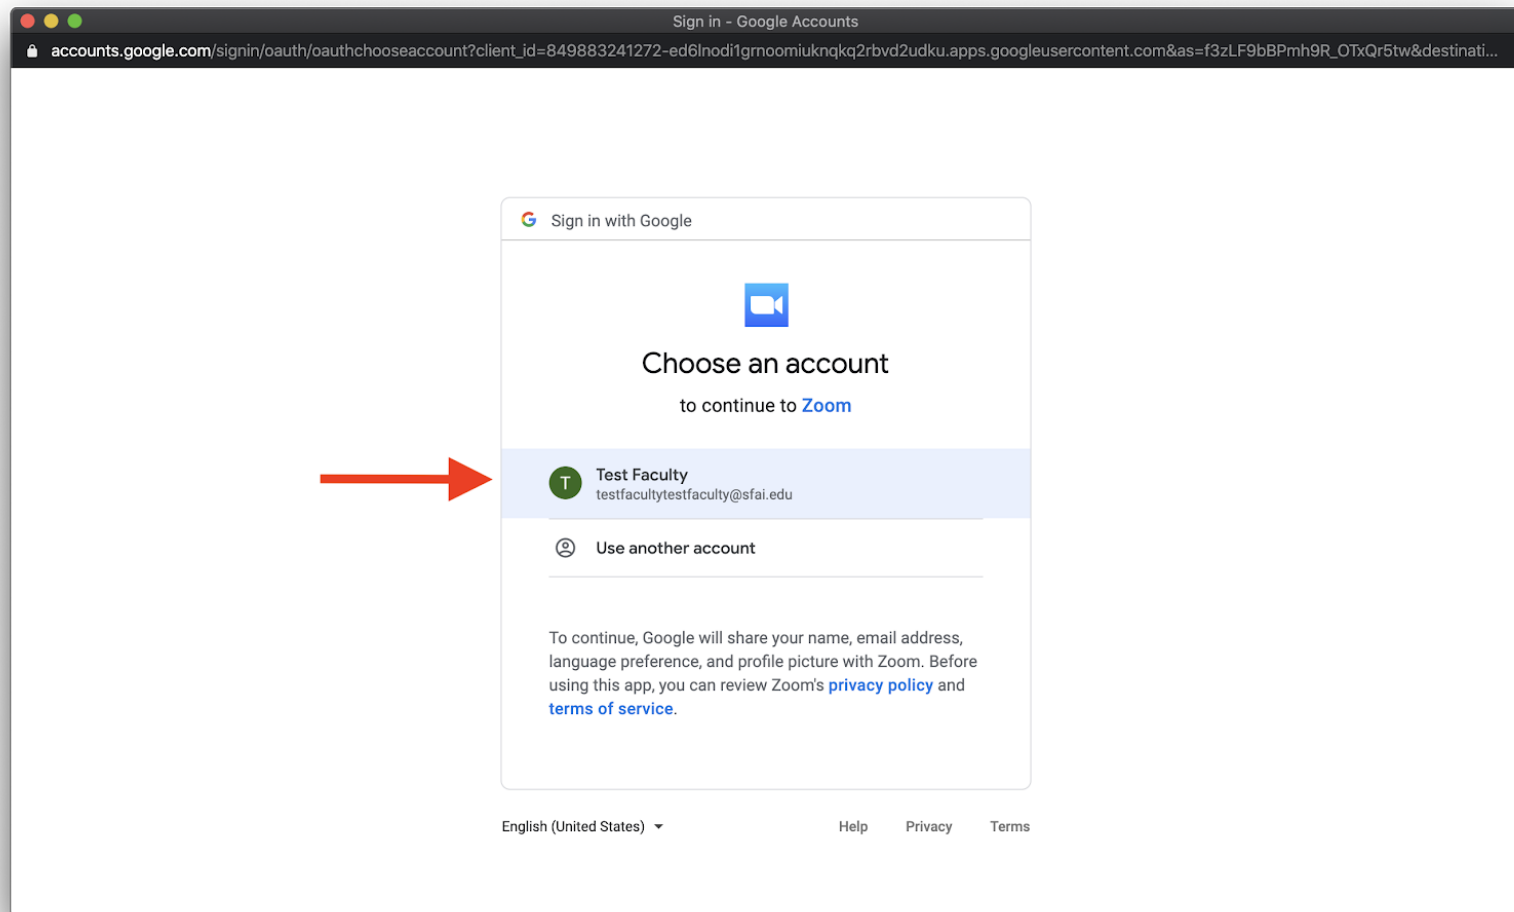 Sign in - Google Accounts
accounts.google.com/signin/oauth/oauthchooseaccount?client_id=849883241272-ed6lnodi1grnoomiuknqkq2rbvd2udku.apps.googleusercontent.com&as=f3zLF9bBPmh9R_OTxQr5tw&destinati...
Sign in with Google
Choose an account
to continue to Zoom
T
Test Faculty
testfacultytestfaculty@sfai.edu
Use another account
To continue, Google will share your name, email address,
language preference, and profile picture with Zoom. Before
using this app, you can review Zoom's privacy policy and
terms of service.
English (United States)
Help Privacy Terms